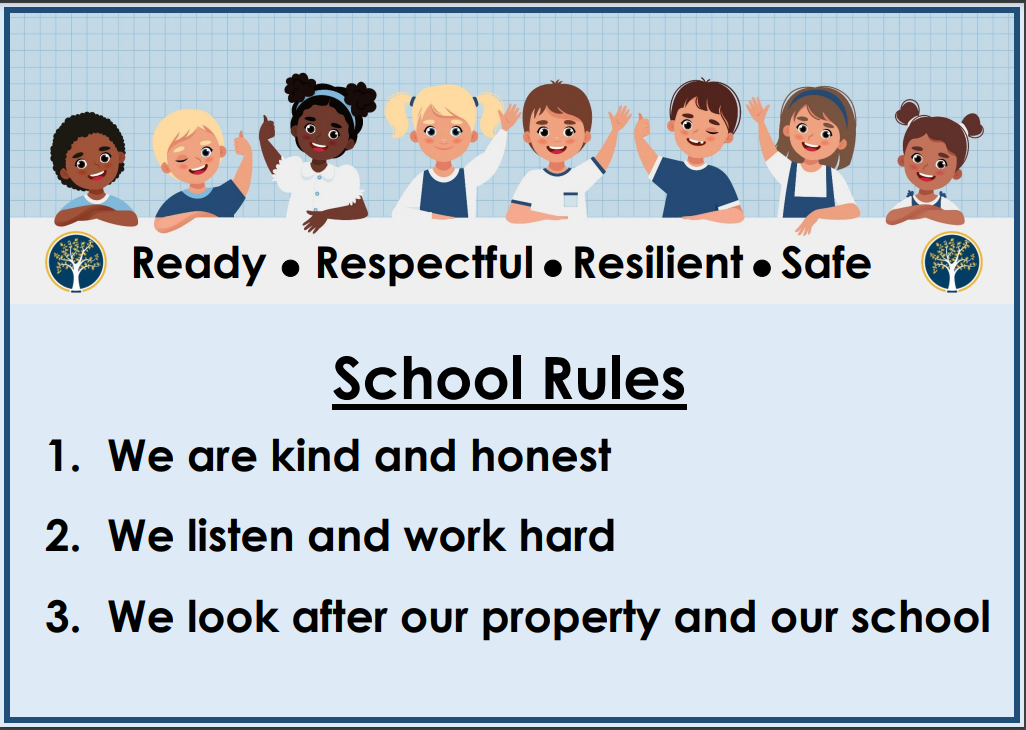 Ready ● Respectful ● Resilient ● Safe
School Rules
1. We are kind and honest
2. We listen and work hard
3. We look after our property and our school